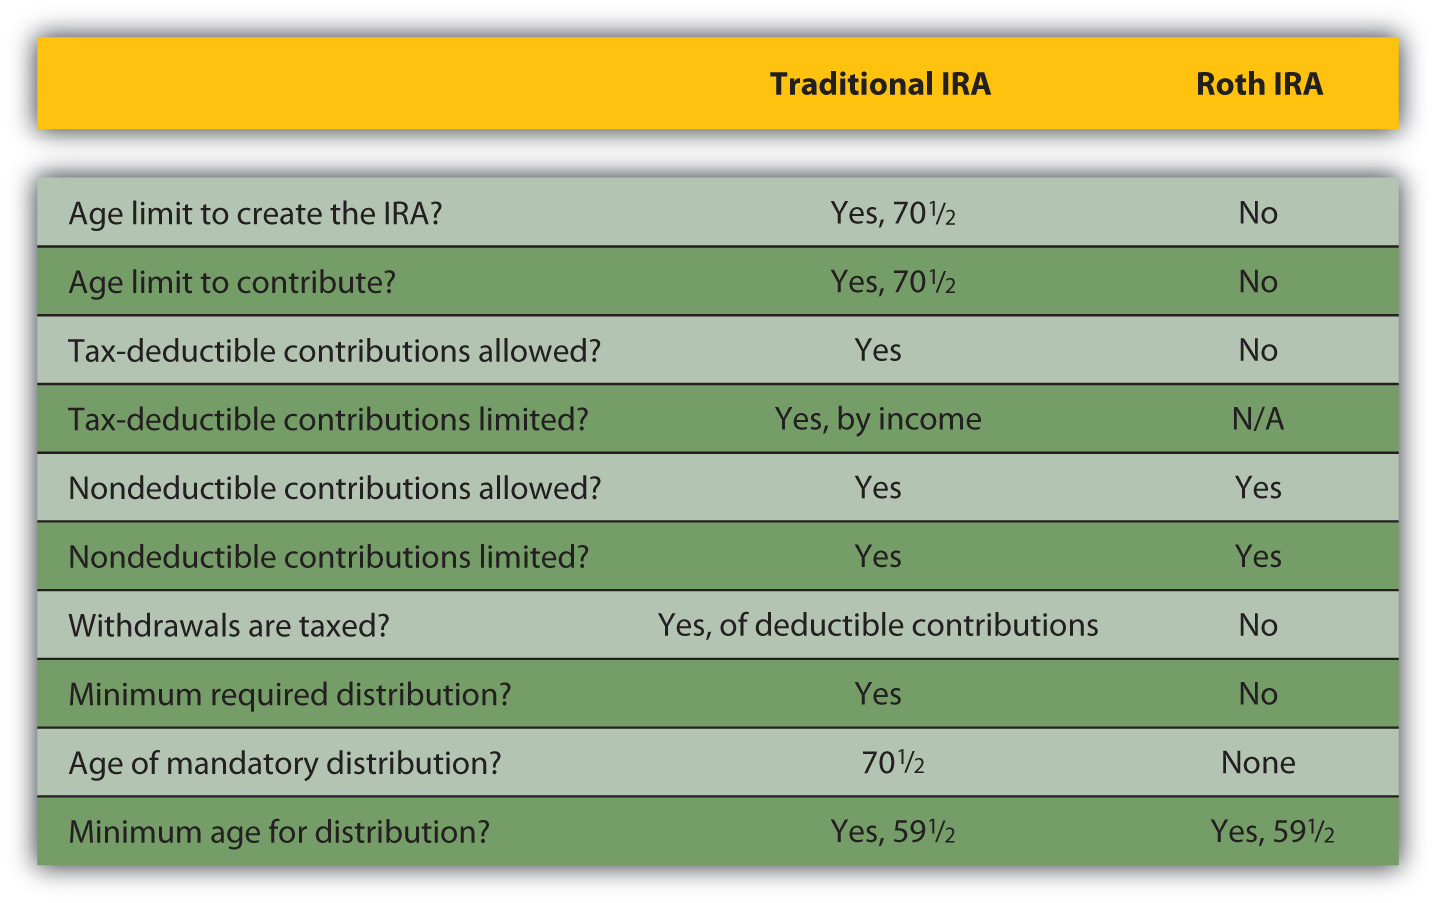 Traditional IRA Roth IRA
Age limit to create the IRA? Yes, 70½ No
Age limit to contribute? Yes, 70½ No
Tax-deductible contributions allowed? Yes No
Tax-deductible contributions limited? Yes, by income N/A
Nondeductible contributions allowed? Yes Yes
Nondeductible contributions limited? Yes Yes
Withdrawals are taxed? Yes, of deductible contributions No
Minimum required distribution? Yes No
Age of mandatory distribution? 70½ None
Minimum age for distribution? Yes, 59½ Yes, 59½